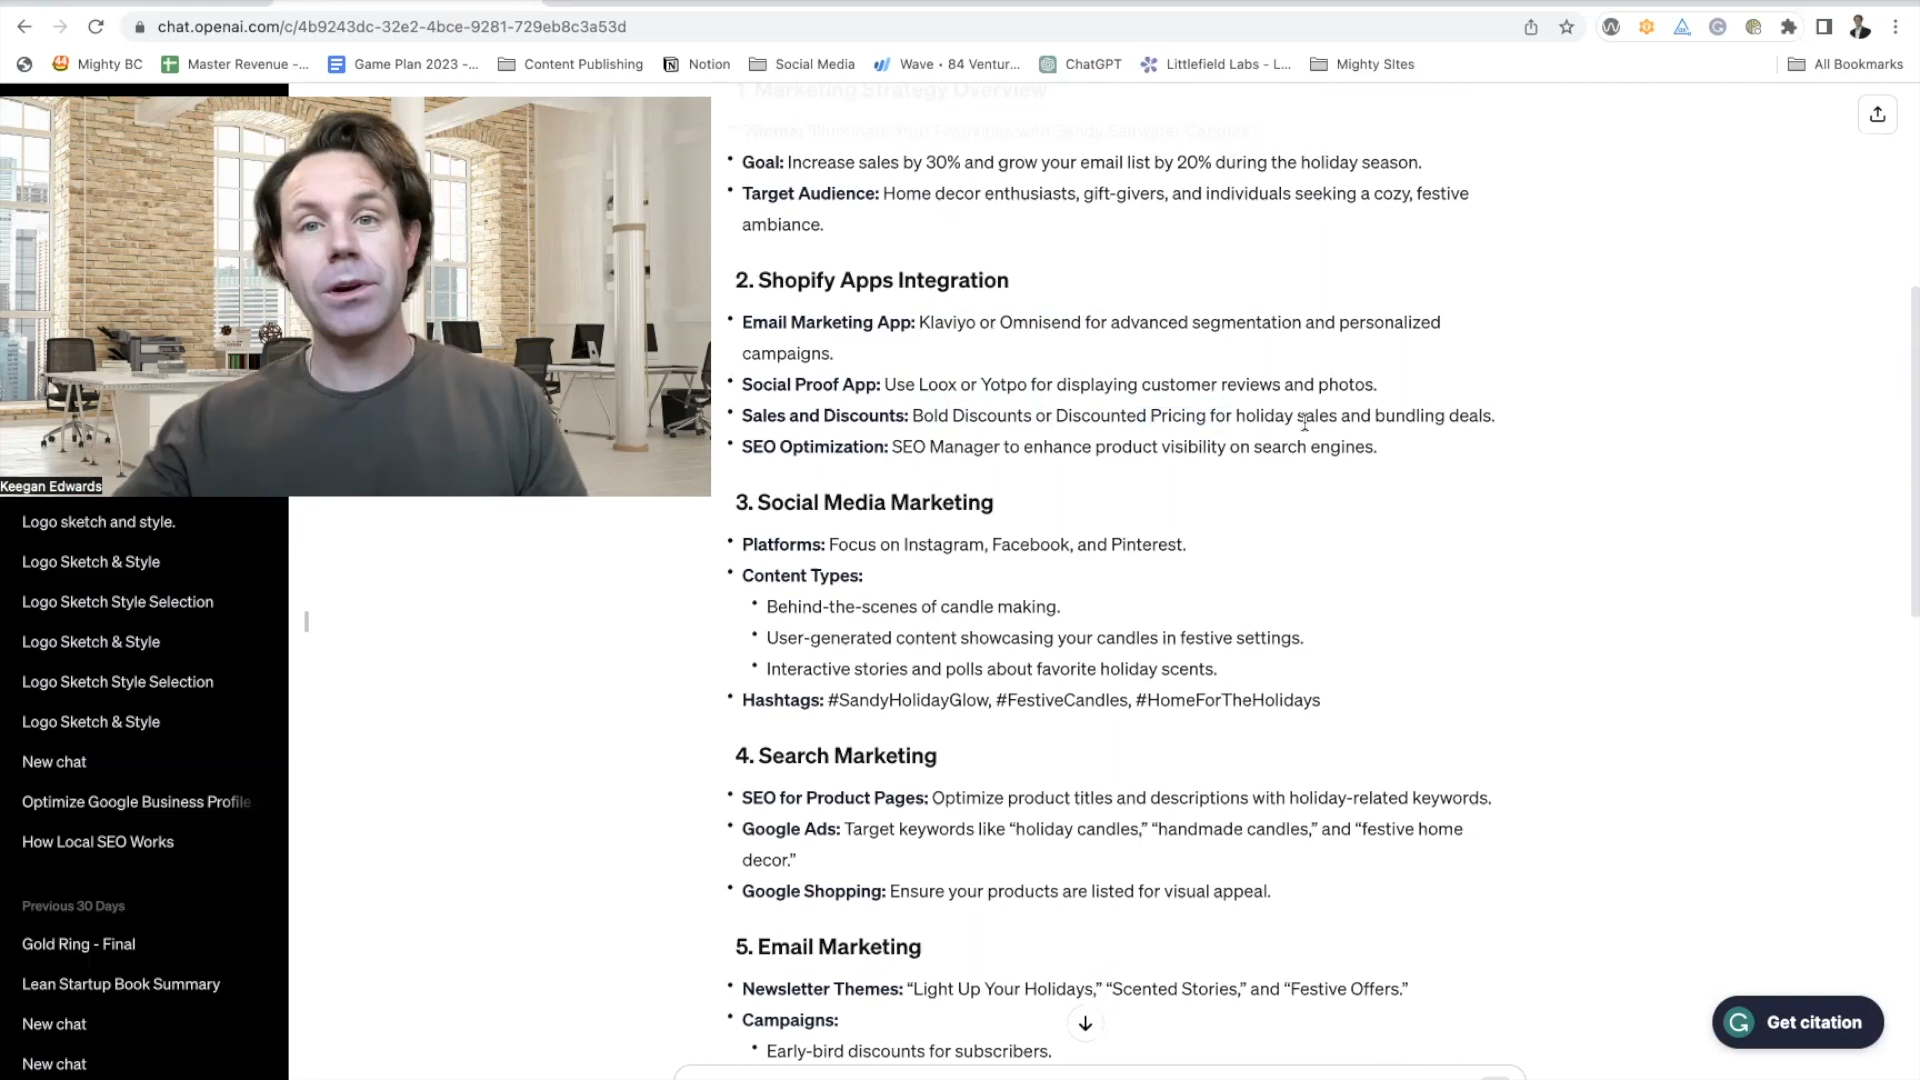 chat.openai.com/c/4b9243dc-32e2-4bce-9281-729eb8c3a53d
Mighty BC
Master Revenue -...
Game Plan 2023 -...
Content Publishing
Notion
Social Media
Wave • 84 Ventur...
ChatGPT
Littlefield Labs - L...
Mighty SItes
All Bookmarks
Keegan Edwards
Logo sketch and style.
Logo Sketch & Style
Logo Sketch Style Selection
Logo Sketch & Style
Logo Sketch Style Selection
Logo Sketch & Style
New chat
Optimize Google Business Profile
How Local SEO Works
Previous 30 Days
Gold Ring - Final
Lean Startup Book Summary
New chat
New chat
1. Marketing Strategy Overview
Theme: "Illuminate Your Festivities with Sandy Saltwater Candles"
• Goal: Increase sales by 30% and grow your email list by 20% during the holiday season.
• Target Audience: Home decor enthusiasts, gift-givers, and individuals seeking a cozy, festive
ambiance.
2. Shopify Apps Integration
• Email Marketing App: Klaviyo or Omnisend for advanced segmentation and personalized
campaigns.
• Social Proof App: Use Loox or Yotpo for displaying customer reviews and photos.
• Sales and Discounts: Bold Discounts or Discounted Pricing for holiday sales and bundling deals.
• SEO Optimization: SEO Manager to enhance product visibility on search engines.
3. Social Media Marketing
• Platforms: Focus on Instagram, Facebook, and Pinterest.
• Content Types:
• Behind-the-scenes of candle making.
• User-generated content showcasing your candles in festive settings.
• Interactive stories and polls about favorite holiday scents.
• Hashtags: #SandyHolidayGlow, #FestiveCandles, #HomeForTheHolidays
4. Search Marketing
• SEO for Product Pages: Optimize product titles and descriptions with holiday-related keywords.
• Google Ads: Target keywords like “holiday candles,” “handmade candles,” and “festive home
decor.”
• Google Shopping: Ensure your products are listed for visual appeal.
5. Email Marketing
• Newsletter Themes: “Light Up Your Holidays,” “Scented Stories,” and “Festive Offers.”
• Campaigns:
• Early-bird discounts for subscribers.
Get citation